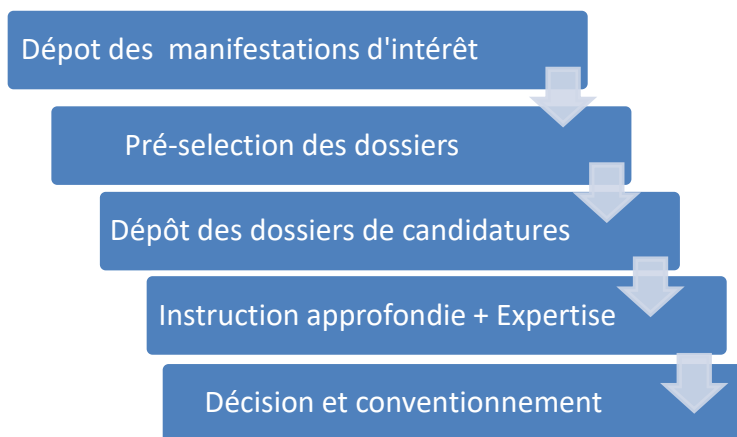 Dépot des manifestations d'intérêt
Pré-selection des dossiers
Dépôt des dossiers de candidatures
Instruction approfondie + Expertise
Décision et conventionnement